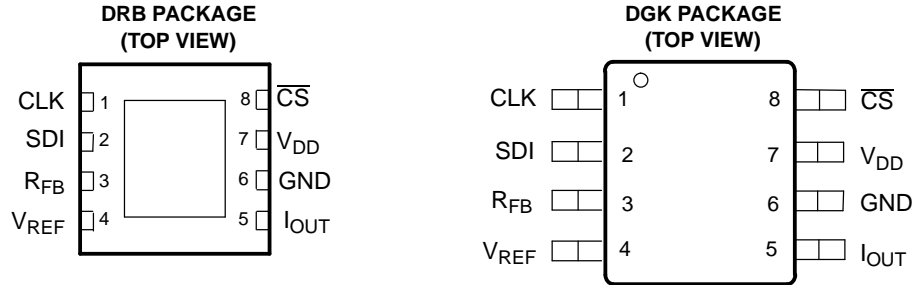 DRB PACKAGE
(TOP VIEW)
CLK 1 8 C̅S̅
SDI 2 7 VDD
RFB 3 6 GND
VREF 4 5 IOUT
DGK PACKAGE
(TOP VIEW)
CLK 1 8 C̅S̅
SDI 2 7 VDD
RFB 3 6 GND
VREF 4 5 IOUT